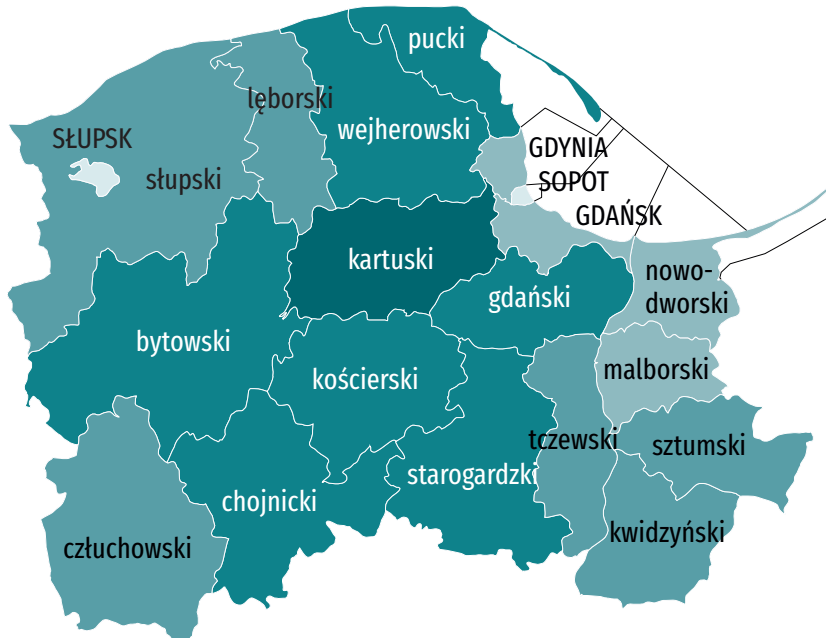 pucki
lęborski
wejherowski
SŁUPSK
GDYNIA
słupski
SOPOT
GDAŃSK
kartuski
nowo-
dworski
gdański
bytowski
malborski
kościerski
tczewski
sztumski
starogardzki
chojnicki
kwidzyński
człuchowski